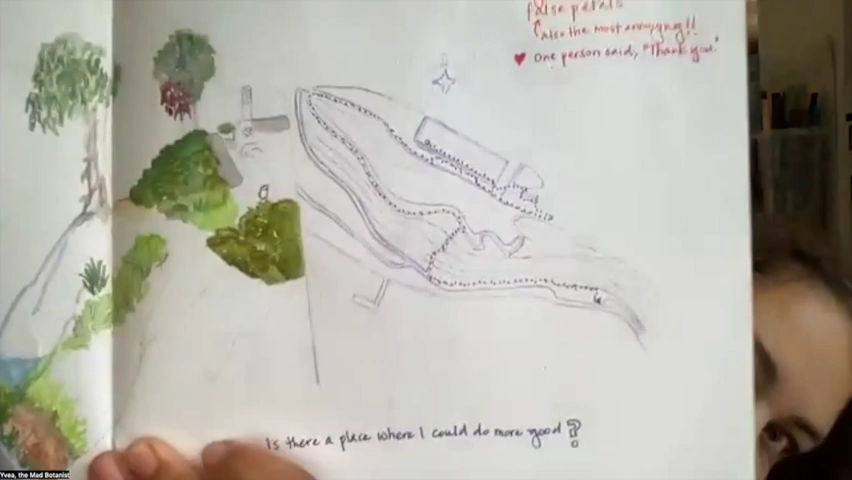 false petals
also the most annoying!!
♥ One person said, "Thank you."
Is there a place where I could do more good?
Yvea, the Mad Botanist